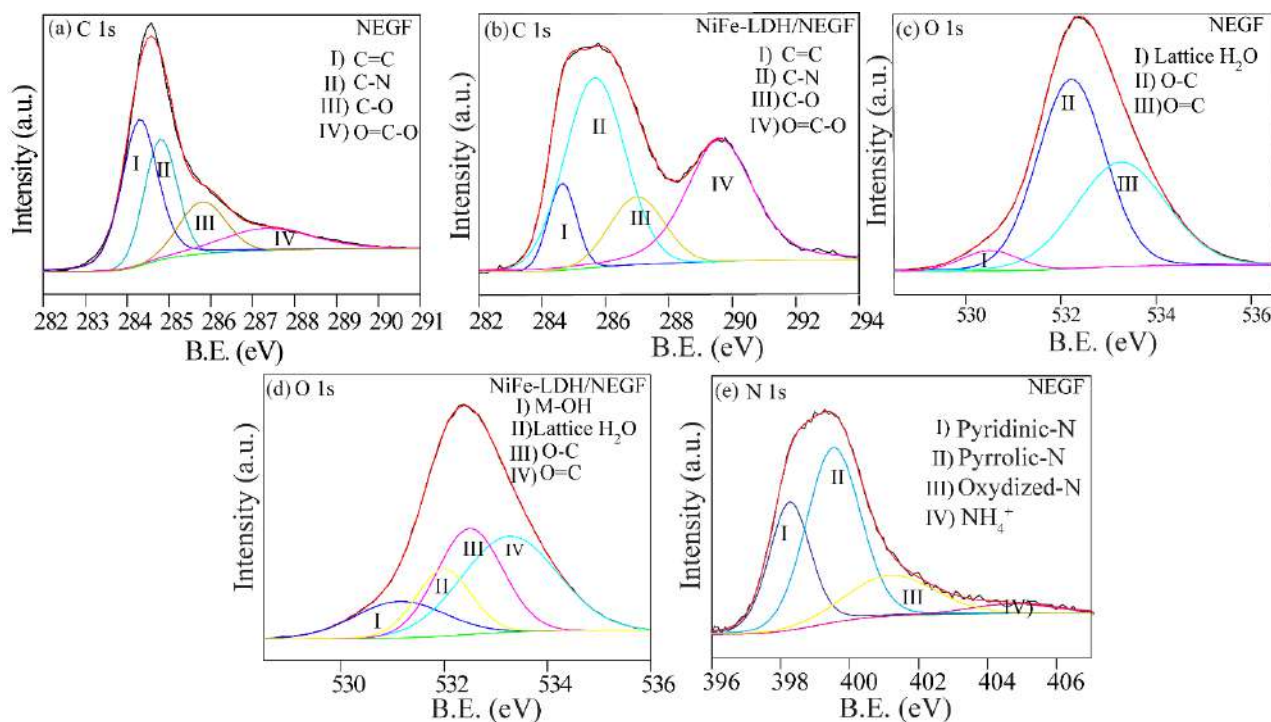 (a) C 1s NEGF
I) C=C
II) C-N
III) C-O
IV) O=C-O
I
II
III
IV
Intensity (a.u.)
282 283 284 285 286 287 288 289 290 291
B.E. (eV)
(b) C 1s NiFe-LDH/NEGF
I) C=C
II) C-N
III) C-O
IV) O=C-O
I
II
III
IV
Intensity (a.u.)
282 284 286 288 290 292 294
B.E. (eV)
(c) O 1s NEGF
I) Lattice H₂O
II) O-C
III) O=C
I
II
III
Intensity (a.u.)
530 532 534 536
B.E. (eV)
(d) O 1s NiFe-LDH/NEGF
I) M-OH
II) Lattice H₂O
III) O-C
IV) O=C
I
II
III
IV
Intensity (a.u.)
530 532 534 536
B.E. (eV)
(e) N 1s NEGF
I) Pyridinic-N
II) Pyrrolic-N
III) Oxydized-N
IV) NH₄⁺
I
II
III
IV)
Intensity (a.u.)
396 398 400 402 404 406
B.E. (eV)